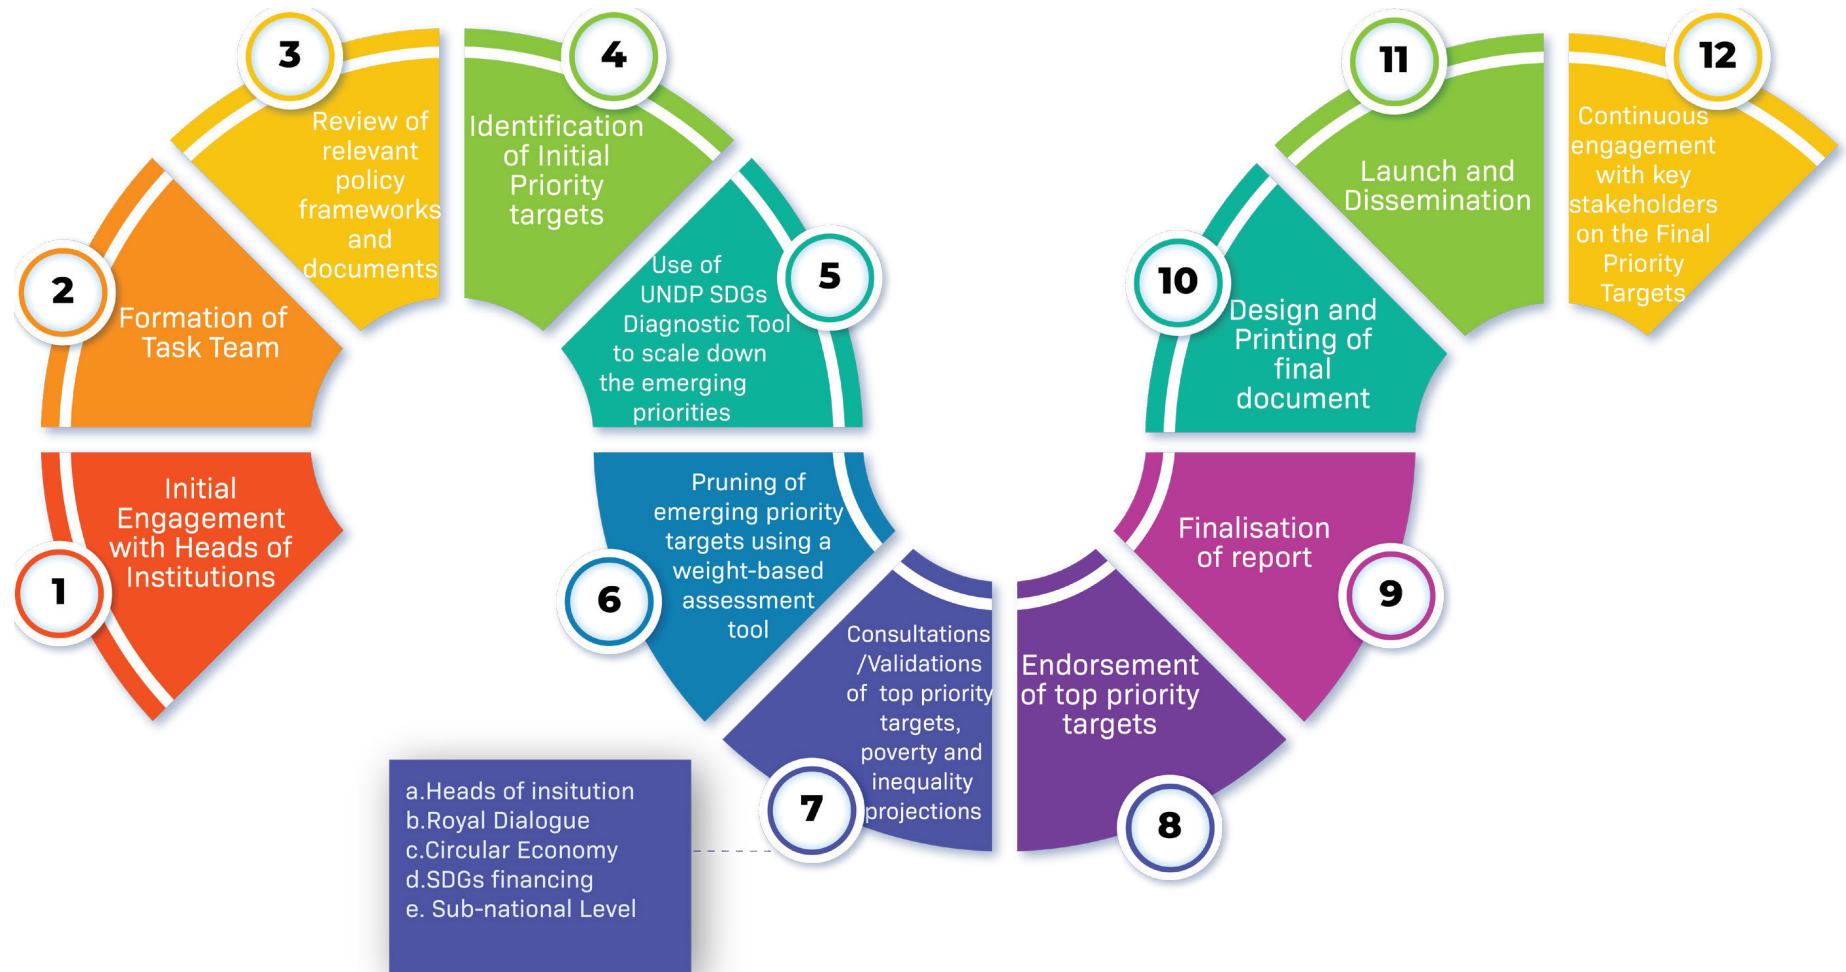 1
Initial
Engagement
with Heads of
Institutions
2
Formation of
Task Team
3
Review of
relevant
policy
frameworks
and
documents
4
Identification
of Initial
Priority
targets
5
Use of
UNDP SDGs
Diagnostic Tool
to scale down
the emerging
priorities
6
Pruning of
emerging priority
targets using a
weight-based
assessment
tool
7
Consultations
/Validations
of top priority
targets,
poverty and
inequality
projections
a.Heads of insitution
b.Royal Dialogue
c.Circular Economy
d.SDGs financing
e. Sub-national Level
8
Endorsement
of top priority
targets
9
Finalisation
of report
10
Design and
Printing of
final
document
11
Launch and
Dissemination
12
Continuous
engagement
with key
stakeholders
on the Final
Priority
Targets